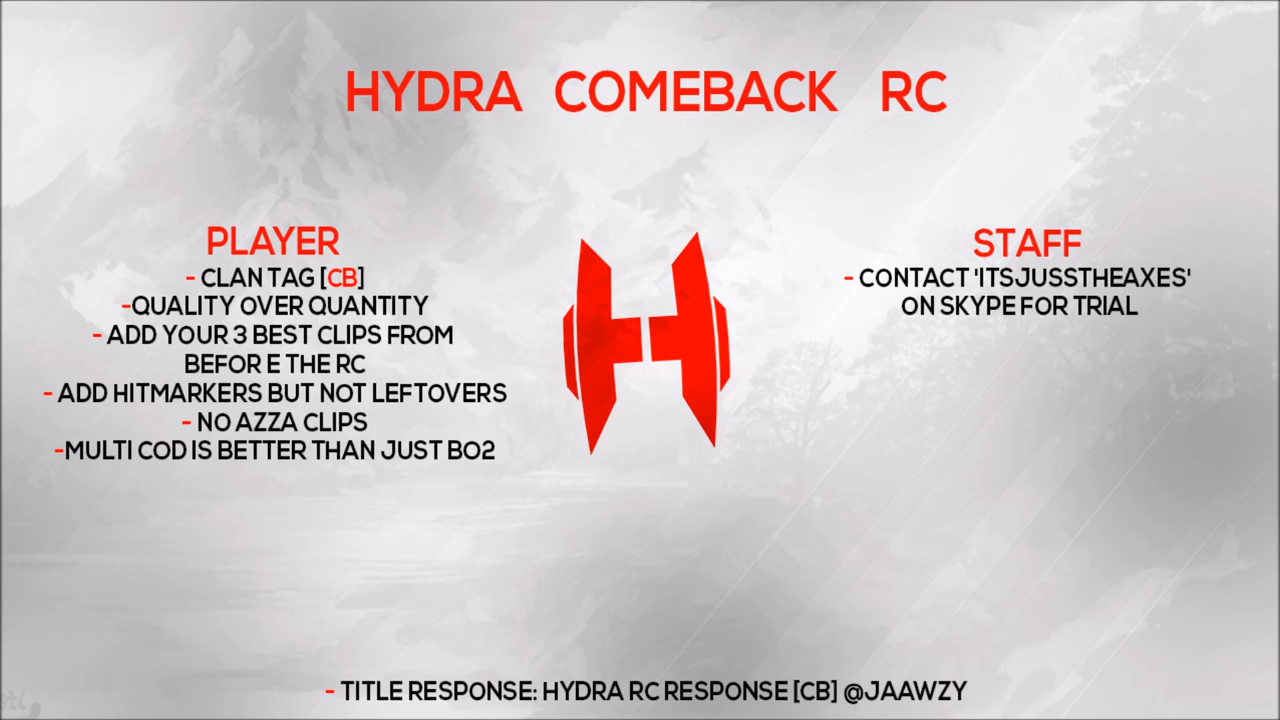 HYDRA COMEBACK RC
PLAYER
- CLAN TAG [CB]
-QUALITY OVER QUANTITY
- ADD YOUR 3 BEST CLIPS FROM
BEFOR E THE RC
- ADD HITMARKERS BUT NOT LEFTOVERS
- NO AZZA CLIPS
-MULTI COD IS BETTER THAN JUST BO2
STAFF
- CONTACT 'ITSJUSSTHEAXES'
ON SKYPE FOR TRIAL
- TITLE RESPONSE: HYDRA RC RESPONSE [CB] @JAAWZY